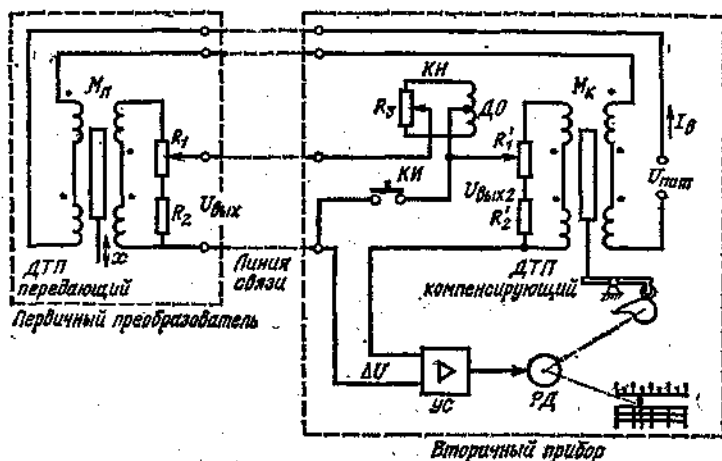 Mп
R1
R2
Uвых
x
ДТП
передающий
Первичный преобразователь
Линия
связи
КН
R3
ДО
КИ
R1'
Uвых2
R2'
Mк
Iв
Uпит
ДТП
компенсирующий
ΔU
УС
РД
Вторичный прибор